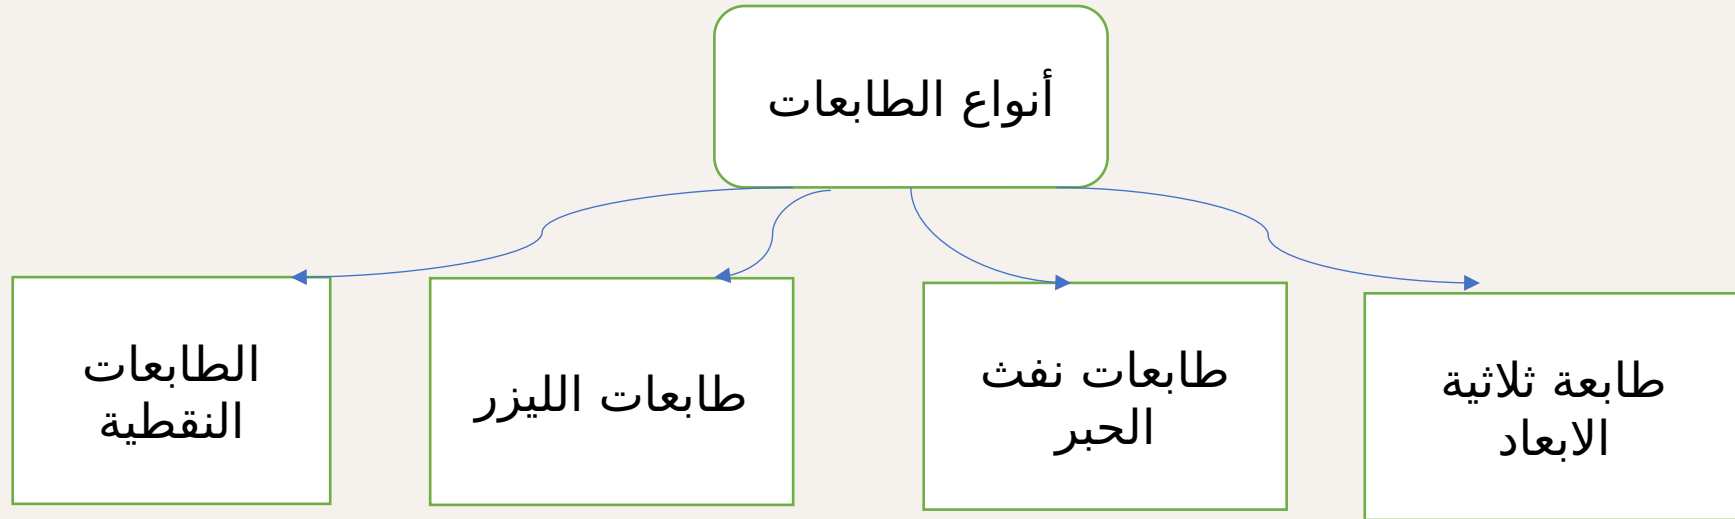 أنواع الطابعات
طابعة ثلاثية
الابعاد
طابعات نفث
الحبر
طابعات الليزر
الطابعات
النقطية